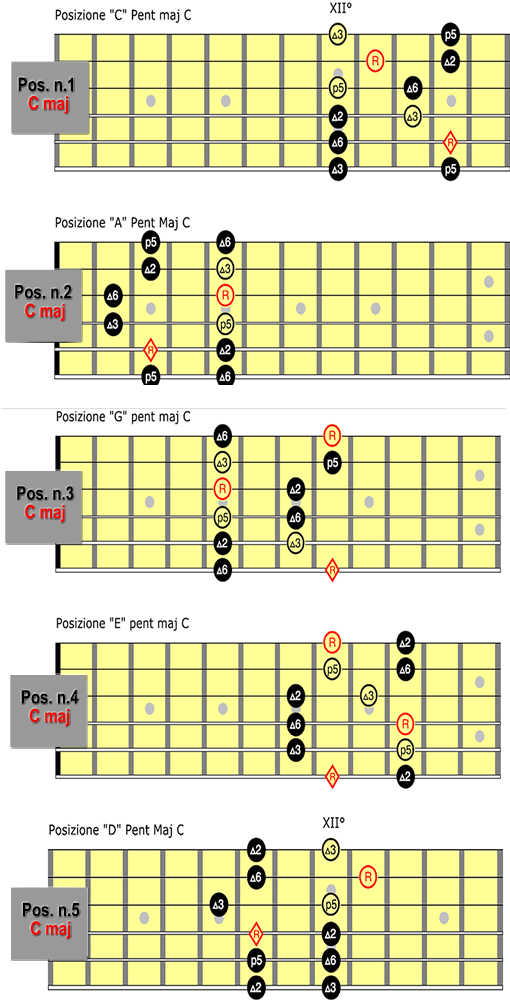 Posizione "C" Pent maj C
XII°
Pos. n.1
C maj
Δ3 p5
R Δ2
p5 Δ6
Δ2 Δ3
Δ6 R
Δ3 p5
Posizione "A" Pent Maj C
Pos. n.2
C maj
p5 Δ6
Δ2 Δ3
Δ6 R
Δ3 p5
R Δ2
p5 Δ6
Posizione "G" pent maj C
Pos. n.3
C maj
Δ6 R
Δ3 p5
R Δ2
p5 Δ6
Δ2 Δ3
Δ6 R
Posizione "E" pent maj C
Pos. n.4
C maj
R Δ2
p5 Δ6
Δ2 Δ3
Δ6 R
Δ3 p5
R Δ2
Posizione "D" Pent Maj C
XII°
Pos. n.5
C maj
Δ2 Δ3
Δ6 R
Δ3 p5
R Δ2
p5 Δ6
Δ2 Δ3